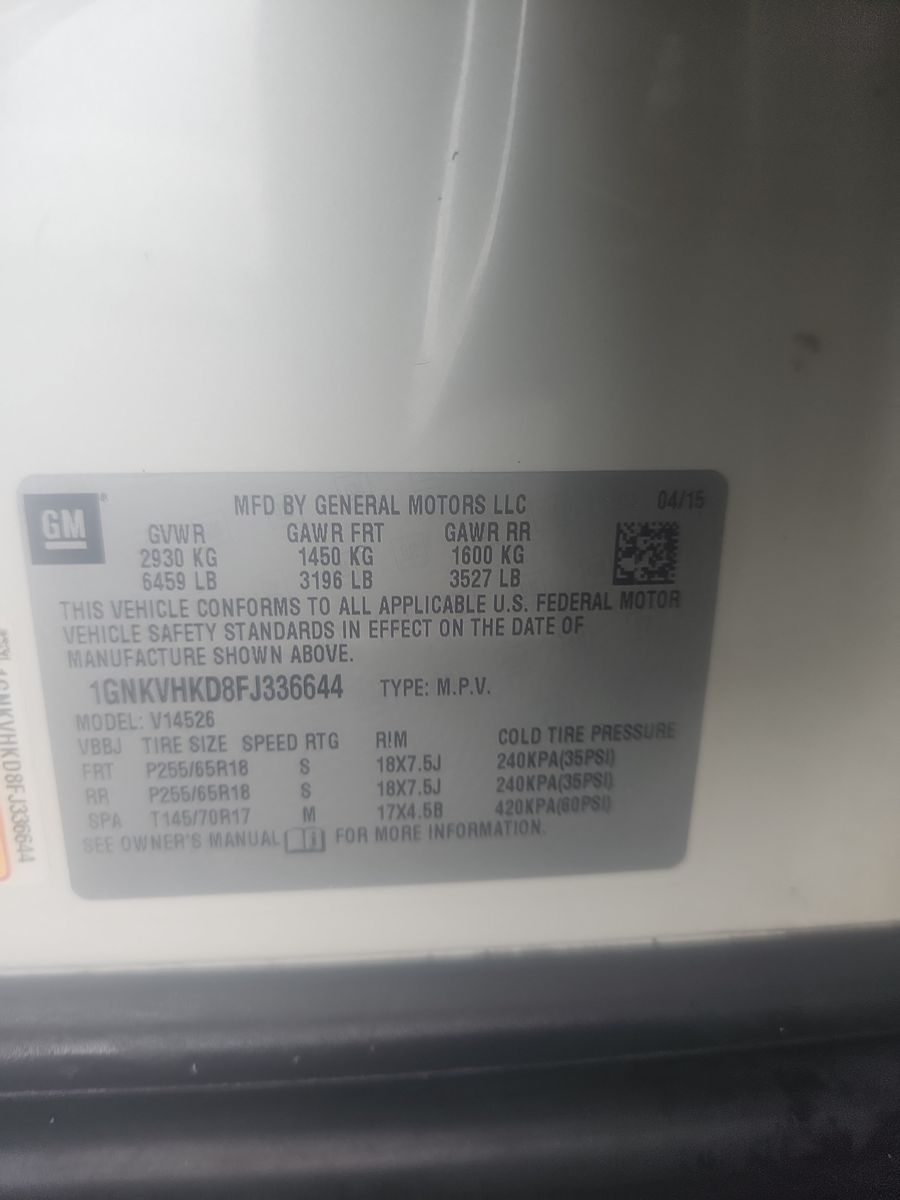 GM
®
MFD BY GENERAL MOTORS LLC 04/15
GVWR GAWR FRT GAWR RR
2930 KG 1450 KG 1600 KG
6459 LB 3196 LB 3527 LB
THIS VEHICLE CONFORMS TO ALL APPLICABLE U.S. FEDERAL MOTOR
VEHICLE SAFETY STANDARDS IN EFFECT ON THE DATE OF
MANUFACTURE SHOWN ABOVE.
1GNKVHKD8FJ336644 TYPE: M.P.V.
MODEL: V14526
VBBJ TIRE SIZE SPEED RTG RIM COLD TIRE PRESSURE
FRT P255/65R18 S 18X7.5J 240KPA(35PSI)
RR P255/65R18 S 18X7.5J 240KPA(35PSI)
SPA T145/70R17 M 17X4.5B 420KPA(60PSI)
SEE OWNER'S MANUAL FOR MORE INFORMATION.
1GNKVHKD8FJ336644